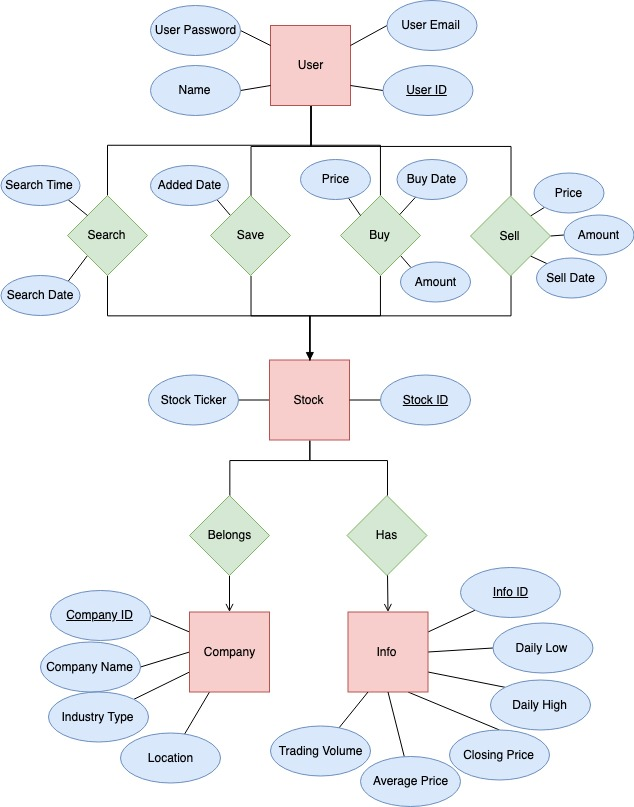 User Password
User Email
User
Name
User ID
Search Time
Added Date
Price
Buy Date
Price
Search
Save
Buy
Sell
Amount
Search Date
Amount
Sell Date
Stock Ticker
Stock
Stock ID
Belongs
Has
Company ID
Info ID
Company Name
Company
Info
Daily Low
Industry Type
Daily High
Location
Trading Volume
Closing Price
Average Price